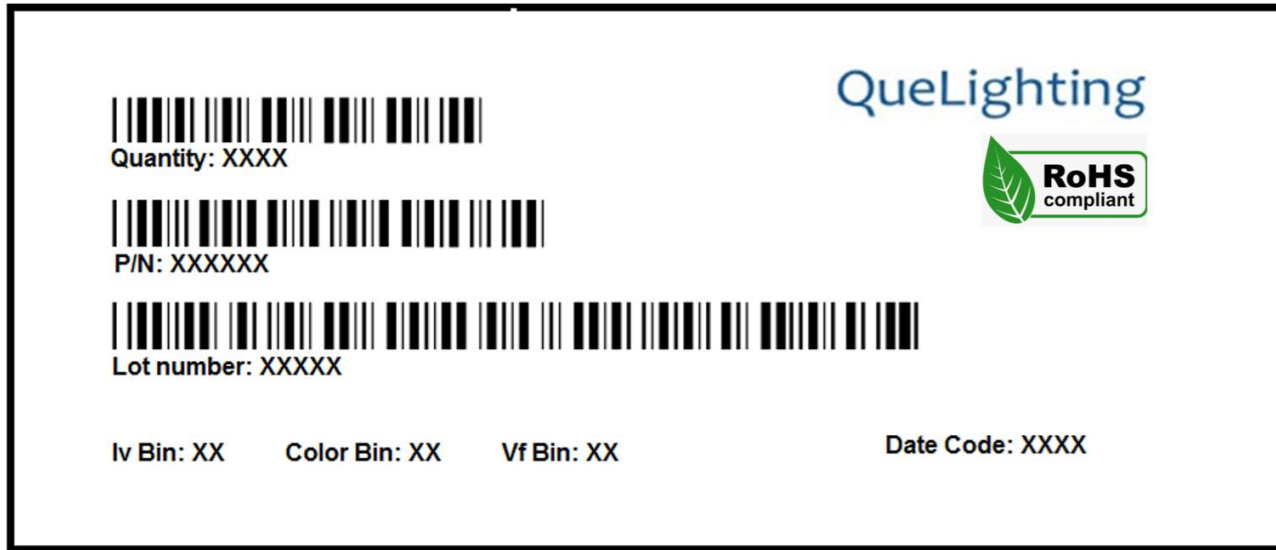 QueLighting
RoHS
compliant
Quantity: XXXX
P/N: XXXXXX
Lot number: XXXXX
Iv Bin: XX Color Bin: XX Vf Bin: XX Date Code: XXXX